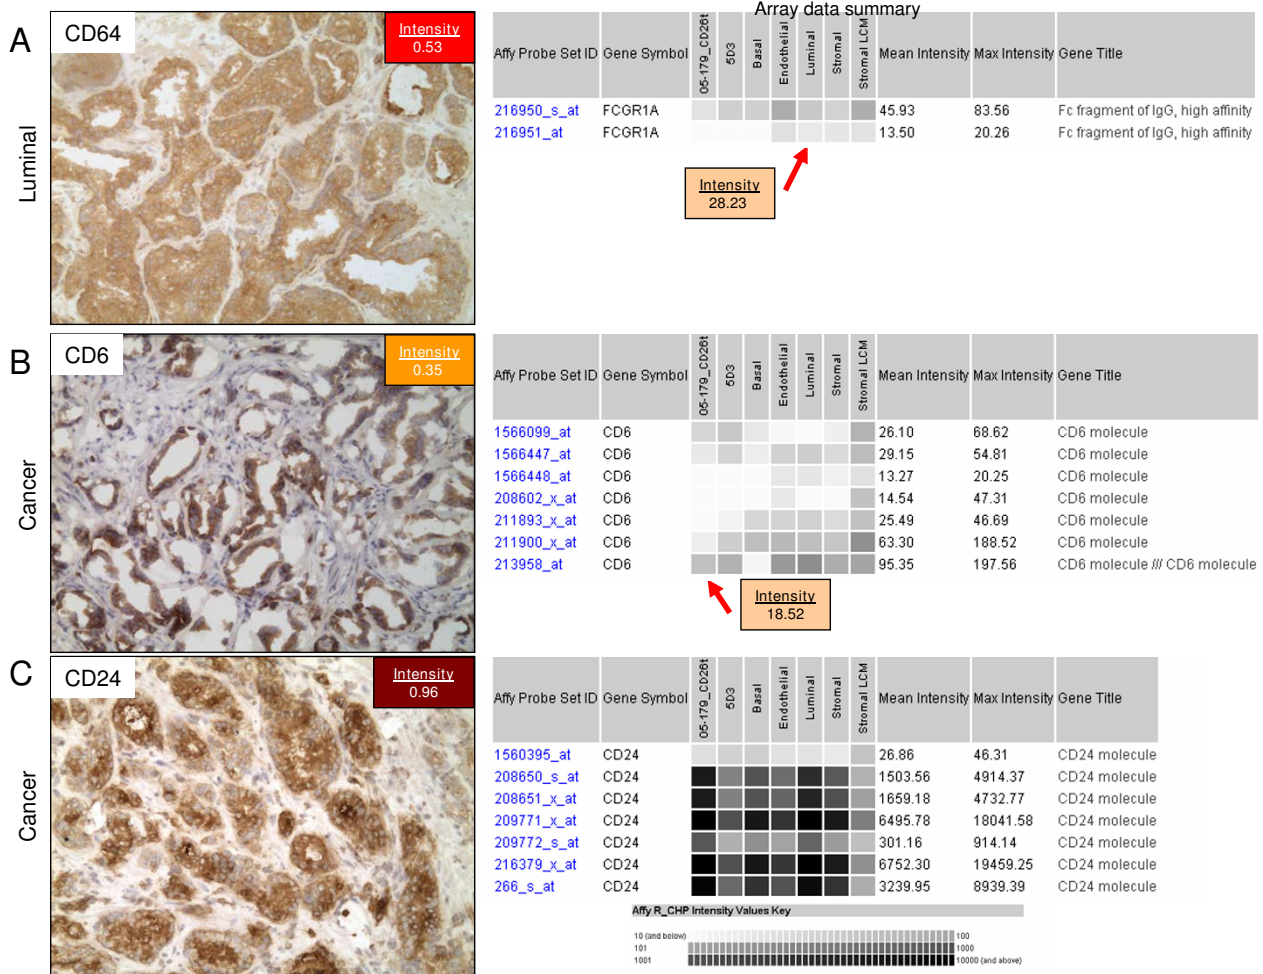 Array data summary
A
Luminal
CD64
Intensity
0.53
Affy Probe Set ID Gene Symbol 05-179_CD26t 5D3 Basal Endothelial Luminal Stromal Stromal LCM Mean Intensity Max Intensity Gene Title
216950_s_at FCGR1A 45.93 83.56 Fc fragment of IgG, high affinity
216951_at FCGR1A 13.50 20.26 Fc fragment of IgG, high affinity
Intensity
28.23
B
Cancer
CD6
Intensity
0.35
Affy Probe Set ID Gene Symbol 05-179_CD26t 5D3 Basal Endothelial Luminal Stromal Stromal LCM Mean Intensity Max Intensity Gene Title
1566099_at CD6 26.10 68.62 CD6 molecule
1566447_at CD6 29.15 54.81 CD6 molecule
1566448_at CD6 13.27 20.25 CD6 molecule
208602_x_at CD6 14.54 47.31 CD6 molecule
211893_x_at CD6 25.49 46.69 CD6 molecule
211900_x_at CD6 63.30 188.52 CD6 molecule
213958_at CD6 95.35 197.56 CD6 molecule /// CD6 molecule
Intensity
18.52
C
Cancer
CD24
Intensity
0.96
Affy Probe Set ID Gene Symbol 05-179_CD26t 5D3 Basal Endothelial Luminal Stromal Stromal LCM Mean Intensity Max Intensity Gene Title
1560395_at CD24 26.86 46.31 CD24 molecule
208650_s_at CD24 1503.56 4914.37 CD24 molecule
208651_x_at CD24 1659.18 4732.77 CD24 molecule
209771_x_at CD24 6495.78 18041.58 CD24 molecule
209772_s_at CD24 301.16 914.14 CD24 molecule
216379_x_at CD24 6752.30 19459.25 CD24 molecule
266_s_at CD24 3239.95 8939.39 CD24 molecule
Affy R_CHP Intensity Values Key
10 (and below) 100
101 1000
1001 10000 (and above)